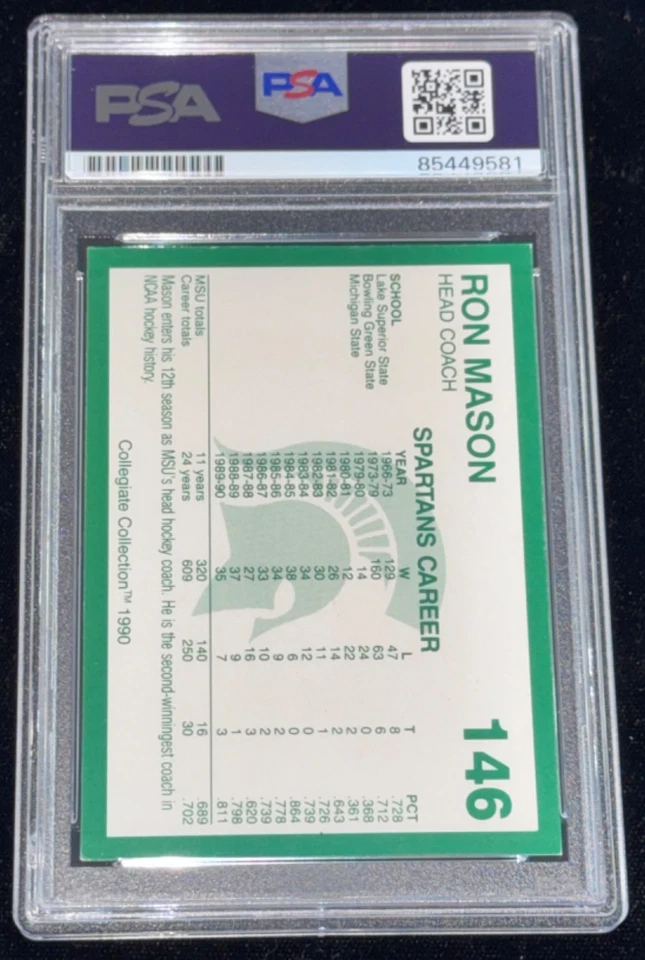 PSA PSA
85449581
RON MASON 146
HEAD COACH
SPARTANS CAREER
SCHOOL YEAR W L T PCT
Lake Superior State 1966-73 129 47 8 .728
Bowling Green State 1973-79 160 63 6 .712
Michigan State 1979-80 14 24 0 .368
1980-81 12 22 2 .361
1981-82 26 14 2 .643
1982-83 30 11 1 .726
1983-84 34 12 0 .739
1984-85 38 6 0 .864
1985-86 34 9 2 .778
1986-87 33 10 2 .739
1987-88 27 16 3 .620
1988-89 37 9 1 .798
1989-90 35 7 3 .811
MSU totals 11 years 320 140 16 .689
Career totals 24 years 609 250 30 .702
Mason enters his 12th season as MSU's head hockey coach. He is the second-winningest coach in
NCAA hockey history.
Collegiate Collection™ 1990